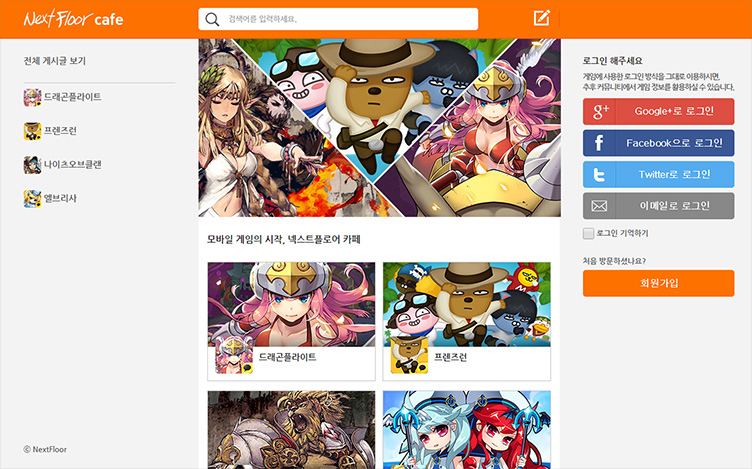 NextFloor cafe
검색어를 입력하세요.
전체 게시글 보기
드래곤플라이트
프렌즈런
나이츠오브클랜
엘브리사
ⓒ NextFloor
모바일 게임의 시작, 넥스트플로어 카페
드래곤플라이트
프렌즈런
로그인 해주세요
게임에 사용한 로그인 방식을 그대로 이용하시면,
추후 커뮤니티에서 게임 정보를 활용하실 수 있습니다.
g+ Google+로 로그인
f Facebook으로 로그인
Twitter로 로그인
이메일로 로그인
로그인 기억하기
처음 방문하셨나요?
회원가입